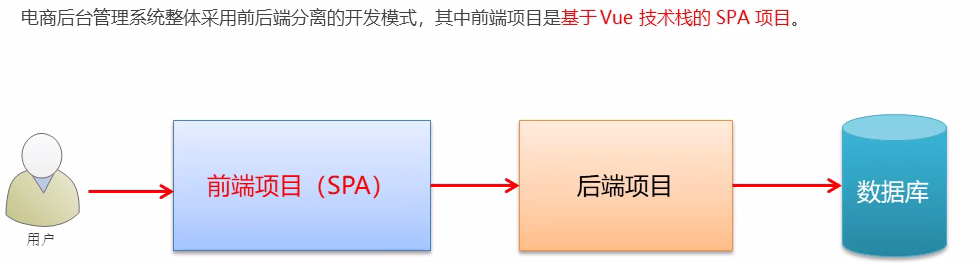 电商后台管理系统整体采用前后端分离的开发模式，其中前端项目是基于 Vue 技术栈的 SPA 项目。
前端项目（SPA）
后端项目
数据库
用户